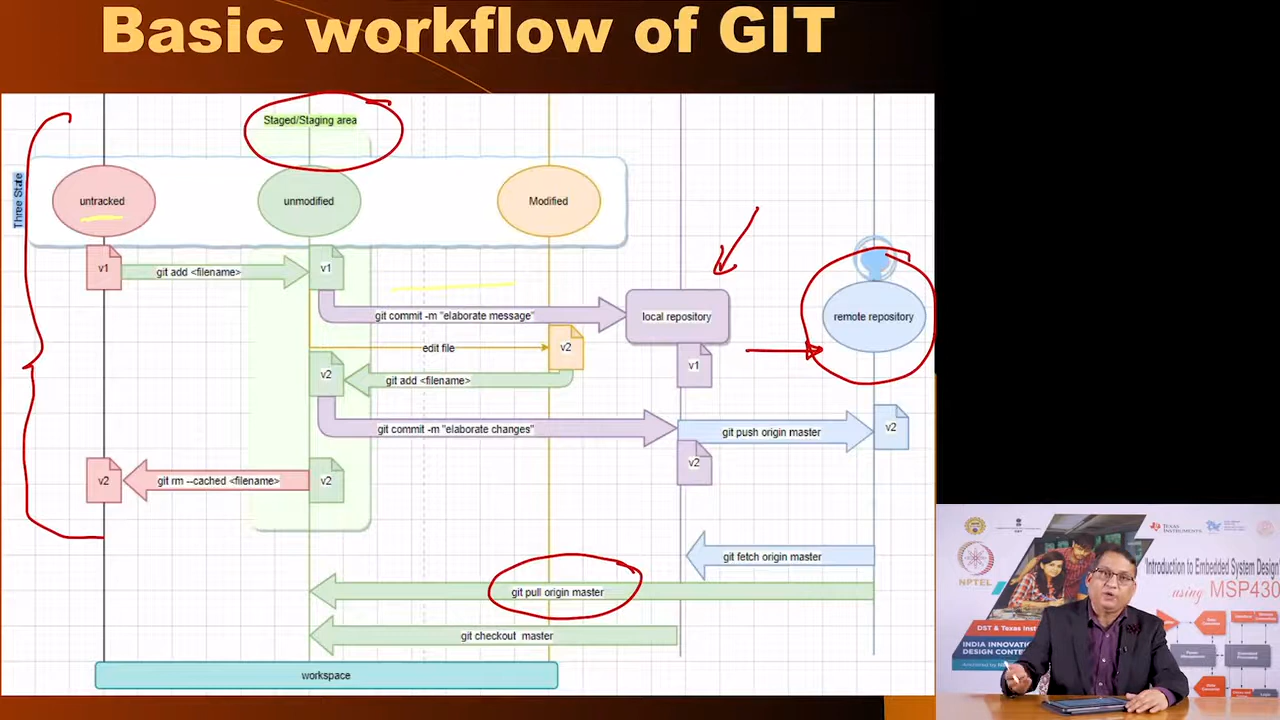 Basic workflow of GIT
Staged/Staging area
Three State
untracked
unmodified
Modified
v1
git add <filename>
v1
git commit -m "elaborate message"
local repository
remote repository
edit file
v2
v1
v2
git add <filename>
git commit -m "elaborate changes"
git push origin master
v2
v2
v2
git rm --cached <filename>
v2
git fetch origin master
git pull origin master
git checkout master
workspace
TEXAS INSTRUMENTS
NPTEL
"Introduction to Embedded System Design"
using MSP430
DST & Texas Inst
INDIA INNOVATION
DESIGN CONTE